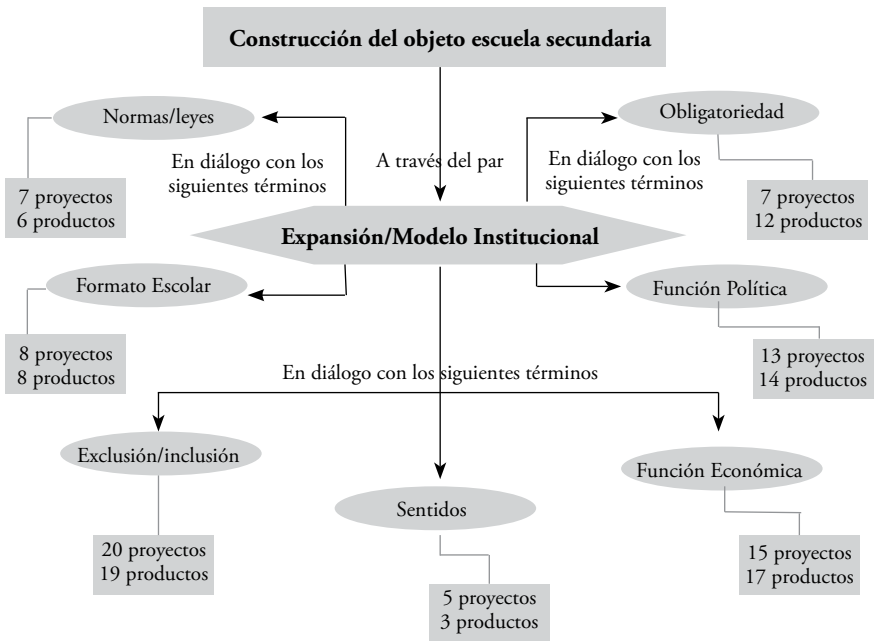 Construcción del objeto escuela secundaria
Normas/leyes
Obligatoriedad
En diálogo con los
siguientes términos
A través del par
En diálogo con los
siguientes términos
7 proyectos
6 productos
7 proyectos
12 productos
Expansión/Modelo Institucional
Formato Escolar
Función Política
8 proyectos
8 productos
13 proyectos
14 productos
En diálogo con los siguientes términos
Exclusión/inclusión
Sentidos
Función Económica
20 proyectos
19 productos
5 proyectos
3 productos
15 proyectos
17 productos